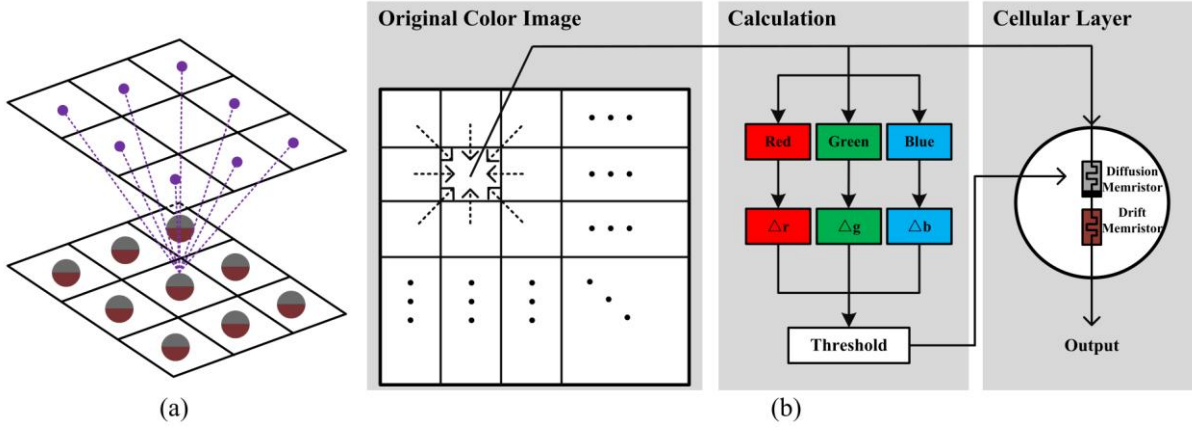 Original Color Image
Calculation
Cellular Layer
Red
Green
Blue
Diffusion
Memristor
△r
△g
△b
Drift
Memristor
Threshold
Output
(a)
(b)